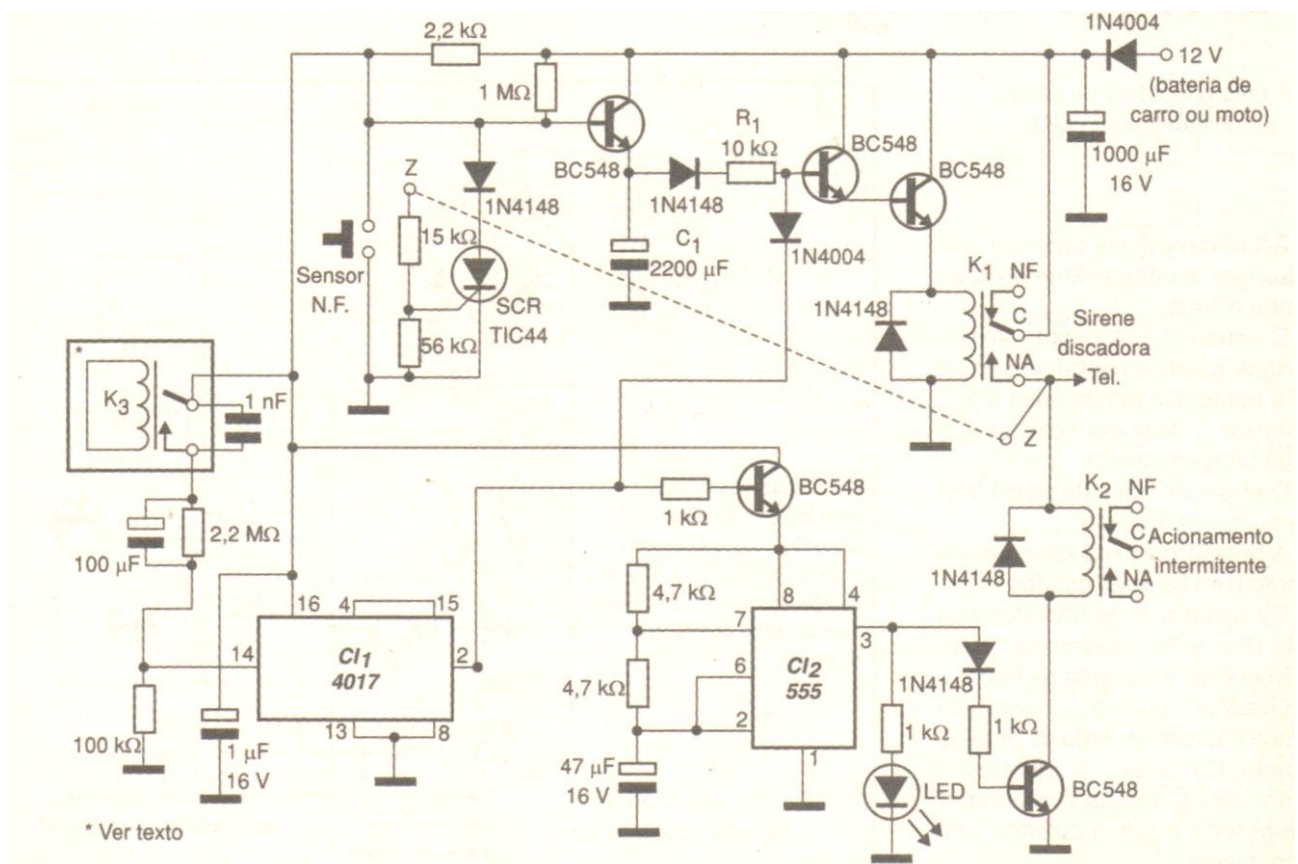 1N4004
2,2 kΩ
12 V
(bateria de
carro ou moto)
1 MΩ
R1
10 kΩ
BC548
BC548
BC548
1000 µF
16 V
Z
1N4148
1N4148
15 kΩ
C1
2200 µF
1N4004
Sensor
N.F.
SCR
TIC44
56 kΩ
1N4148
K1
NF
C
NA
Sirene
discadora
Tel.
Z
*
K3
1 nF
BC548
1 kΩ
K2
NF
C
NA
Acionamento
intermitente
1N4148
100 µF
2,2 MΩ
16
4
15
14
CI1
4017
2
13
8
100 kΩ
1 µF
16 V
4,7 kΩ
4,7 kΩ
8
4
7
6
2
3
1
CI2
555
47 µF
16 V
1N4148
1 kΩ
1 kΩ
LED
BC548
* Ver texto